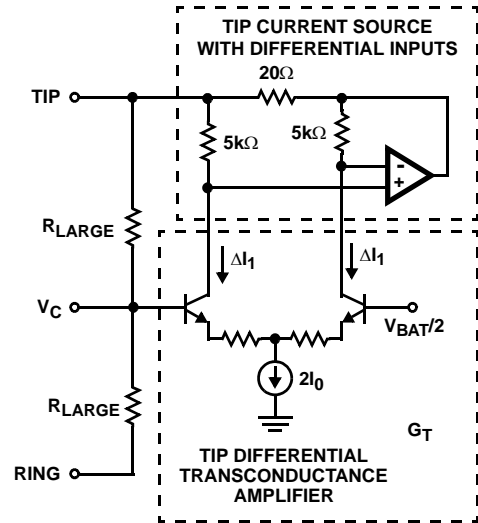 TIP CURRENT SOURCE
WITH DIFFERENTIAL INPUTS
20Ω
TIP
5kΩ
5kΩ
-
+
R_LARGE
ΔI₁
ΔI₁
V_C
V_BAT/2
2I₀
R_LARGE
G_T
RING
TIP DIFFERENTIAL
TRANSCONDUCTANCE
AMPLIFIER